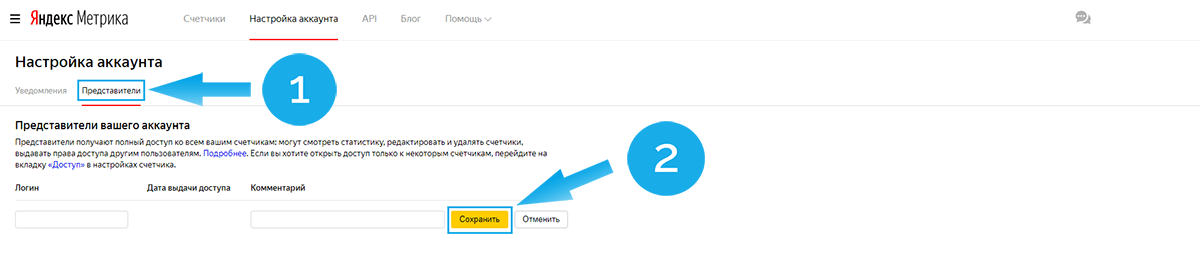 Яндекс Метрика Счетчики Настройка аккаунта API Блог Помощь
Настройка аккаунта
Уведомления Представители
1
Представители вашего аккаунта
Представители получают полный доступ ко всем вашим счетчикам: могут смотреть статистику, редактировать и удалять счетчики,
выдавать права доступа другим пользователям. Подробнее. Если вы хотите открыть доступ только к некоторым счетчикам, перейдите на
вкладку «Доступ» в настройках счетчика.
2
Логин Дата выдачи доступа Комментарий
Сохранить Отменить